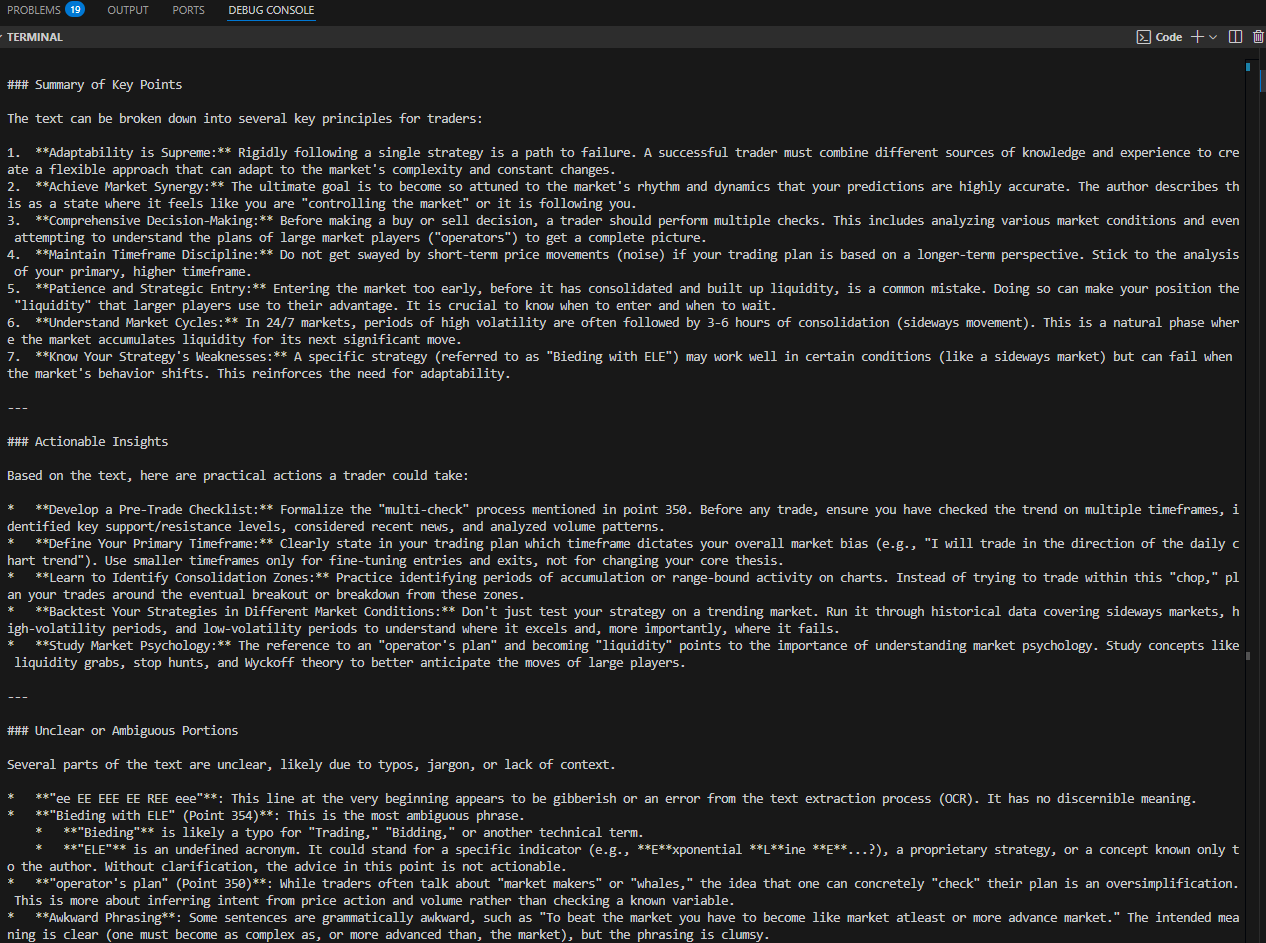 PROBLEMS 19 OUTPUT PORTS DEBUG CONSOLE
TERMINAL Code
### Summary of Key Points
The text can be broken down into several key principles for traders:
1.  **Adaptability is Supreme:** Rigidly following a single strategy is a path to failure. A successful trader must combine different sources of knowledge and experience to cre
ate a flexible approach that can adapt to the market's complexity and constant changes.
2.  **Achieve Market Synergy:** The ultimate goal is to become so attuned to the market's rhythm and dynamics that your predictions are highly accurate. The author describes th
is as a state where it feels like you are "controlling the market" or it is following you.
3.  **Comprehensive Decision-Making:** Before making a buy or sell decision, a trader should perform multiple checks. This includes analyzing various market conditions and even
 attempting to understand the plans of large market players ("operators") to get a complete picture.
4.  **Maintain Timeframe Discipline:** Do not get swayed by short-term price movements (noise) if your trading plan is based on a longer-term perspective. Stick to the analysis
 of your primary, higher timeframe.
5.  **Patience and Strategic Entry:** Entering the market too early, before it has consolidated and built up liquidity, is a common mistake. Doing so can make your position the
 "liquidity" that larger players use to their advantage. It is crucial to know when to enter and when to wait.
6.  **Understand Market Cycles:** In 24/7 markets, periods of high volatility are often followed by 3-6 hours of consolidation (sideways movement). This is a natural phase wher
e the market accumulates liquidity for its next significant move.
7.  **Know Your Strategy's Weaknesses:** A specific strategy (referred to as "Bieding with ELE") may work well in certain conditions (like a sideways market) but can fail when
the market's behavior shifts. This reinforces the need for adaptability.
---
### Actionable Insights
Based on the text, here are practical actions a trader could take:
*   **Develop a Pre-Trade Checklist:** Formalize the "multi-check" process mentioned in point 350. Before any trade, ensure you have checked the trend on multiple timeframes, i
dentified key support/resistance levels, considered recent news, and analyzed volume patterns.
*   **Define Your Primary Timeframe:** Clearly state in your trading plan which timeframe dictates your overall market bias (e.g., "I will trade in the direction of the daily c
hart trend"). Use smaller timeframes only for fine-tuning entries and exits, not for changing your core thesis.
*   **Learn to Identify Consolidation Zones:** Practice identifying periods of accumulation or range-bound activity on charts. Instead of trying to trade within this "chop," pl
an your trades around the eventual breakout or breakdown from these zones.
*   **Backtest Your Strategies in Different Market Conditions:** Don't just test your strategy on a trending market. Run it through historical data covering sideways markets, h
igh-volatility periods, and low-volatility periods to understand where it excels and, more importantly, where it fails.
*   **Study Market Psychology:** The reference to an "operator's plan" and becoming "liquidity" points to the importance of understanding market psychology. Study concepts like
 liquidity grabs, stop hunts, and Wyckoff theory to better anticipate the moves of large players.
---
### Unclear or Ambiguous Portions
Several parts of the text are unclear, likely due to typos, jargon, or lack of context.
*   **"ee EE EEE EE REE eee"**: This line at the very beginning appears to be gibberish or an error from the text extraction process (OCR). It has no discernible meaning.
*   **"Bieding with ELE" (Point 354)**: This is the most ambiguous phrase.
    *   **"Bieding"** is likely a typo for "Trading," "Bidding," or another technical term.
    *   **"ELE"** is an undefined acronym. It could stand for a specific indicator (e.g., **E**xponential **L**ine **E**...?), a proprietary strategy, or a concept known only t
o the author. Without clarification, the advice in this point is not actionable.
*   **"operator's plan" (Point 350)**: While traders often talk about "market makers" or "whales," the idea that one can concretely "check" their plan is an oversimplification.
 This is more about inferring intent from price action and volume rather than checking a known variable.
*   **Awkward Phrasing**: Some sentences are grammatically awkward, such as "To beat the market you have to become like market atleast or more advance market." The intended mea
ning is clear (one must become as complex as, or more advanced than, the market), but the phrasing is clumsy.